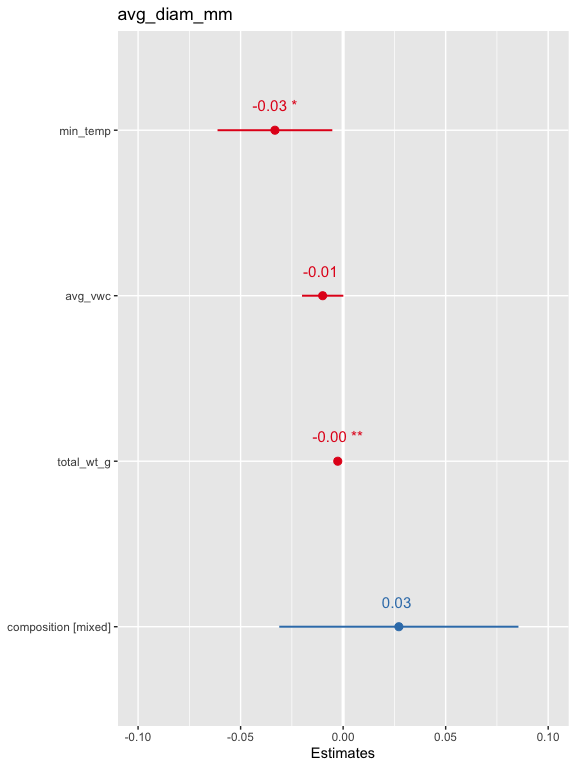 avg_diam_mm
min_temp
-0.03 *
avg_vwc
-0.01
total_wt_g
-0.00 **
composition [mixed]
0.03
-0.10 -0.05 0.00 0.05 0.10
Estimates